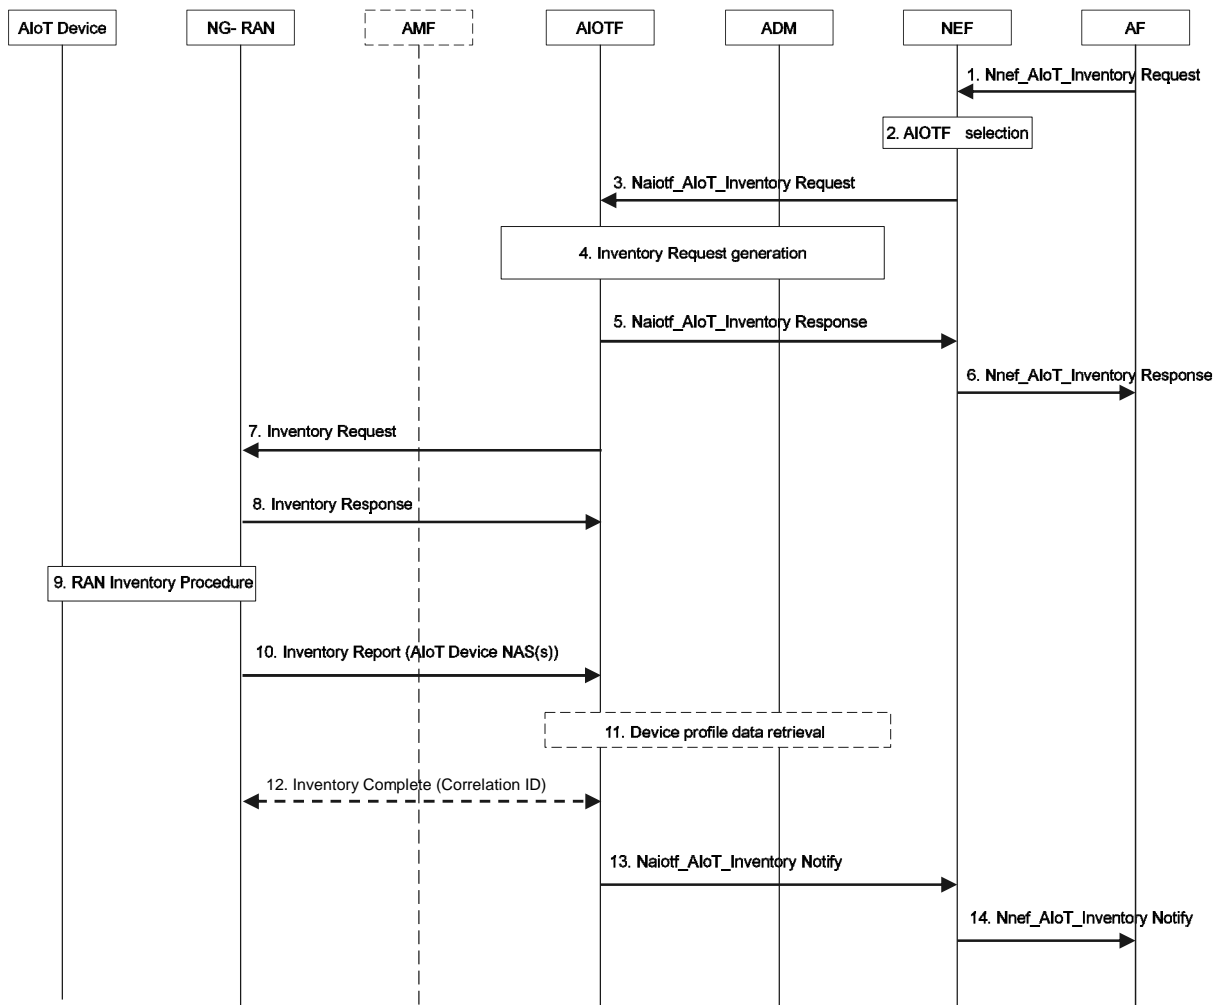 AIoT Device
NG- RAN
AMF
AIOTF
ADM
NEF
AF
1. Nnef_AIoT_Inventory Request
2. AIOTF selection
3. Naiotf_AIoT_Inventory Request
4. Inventory Request generation
5. Naiotf_AIoT_Inventory Response
6. Nnef_AIoT_Inventory Response
7. Inventory Request
8. Inventory Response
9. RAN Inventory Procedure
10. Inventory Report (AIoT Device NAS(s))
11. Device profile data retrieval
12. Inventory Complete (Correlation ID)
13. Naiotf_AIoT_Inventory Notify
14. Nnef_AIoT_Inventory Notify